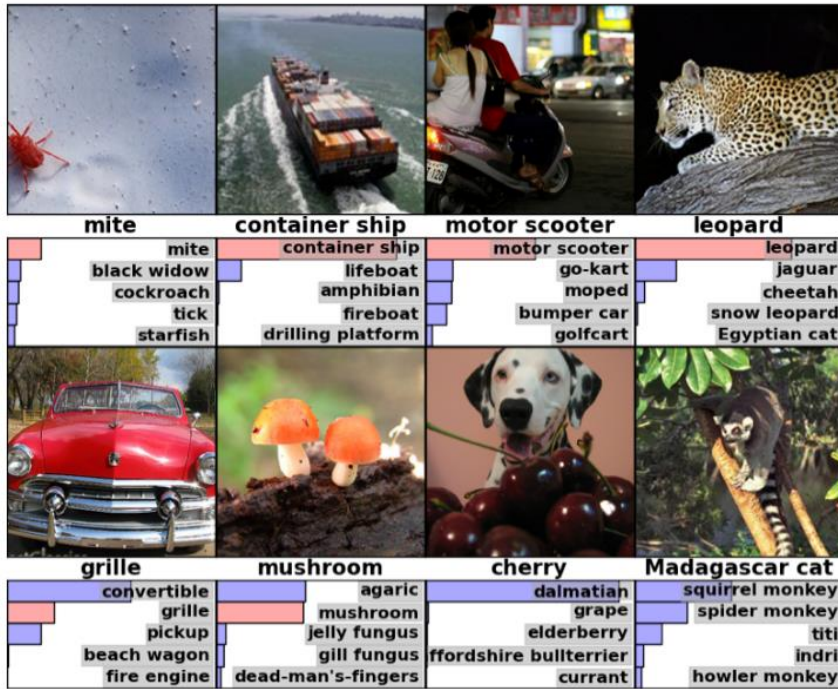 mite
container ship
motor scooter
leopard
mite
black widow
cockroach
tick
starfish
container ship
lifeboat
amphibian
fireboat
drilling platform
motor scooter
go-kart
moped
bumper car
golfcart
leopard
jaguar
cheetah
snow leopard
Egyptian cat
grille
mushroom
cherry
Madagascar cat
convertible
grille
pickup
beach wagon
fire engine
agaric
mushroom
jelly fungus
gill fungus
dead-man's-fingers
dalmatian
grape
elderberry
ffordshire bullterrier
currant
squirrel monkey
spider monkey
titi
indri
howler monkey